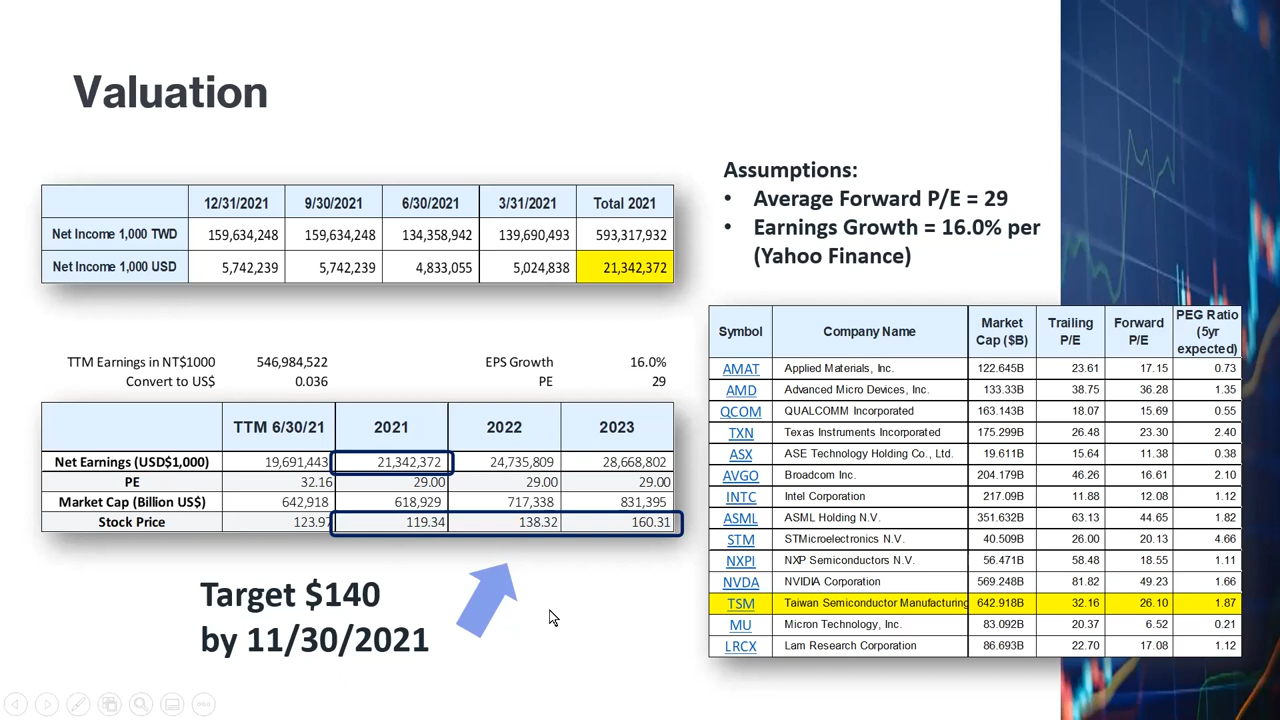 Valuation
12/31/2021 9/30/2021 6/30/2021 3/31/2021 Total 2021
Net Income 1,000 TWD 159,634,248 159,634,248 134,358,942 139,690,493 593,317,932
Net Income 1,000 USD 5,742,239 5,742,239 4,833,055 5,024,838 21,342,372
TTM Earnings in NT$1000 546,984,522 EPS Growth 16.0%
Convert to US$ 0.036 PE 29
TTM 6/30/21 2021 2022 2023
Net Earnings (USD$1,000) 19,691,443 21,342,372 24,735,809 28,668,802
PE 32.16 29.00 29.00 29.00
Market Cap (Billion US$) 642,918 618,929 717,338 831,395
Stock Price 123.97 119.34 138.32 160.31
Target $140
by 11/30/2021
Assumptions:
• Average Forward P/E = 29
• Earnings Growth = 16.0% per
(Yahoo Finance)
Symbol Company Name Market Cap ($B) Trailing P/E Forward P/E PEG Ratio (5yr expected)
AMAT Applied Materials, Inc. 122.645B 23.61 17.15 0.73
AMD Advanced Micro Devices, Inc. 133.33B 38.75 36.28 1.35
QCOM QUALCOMM Incorporated 163.143B 18.07 15.69 0.55
TXN Texas Instruments Incorporated 175.299B 26.48 23.30 2.40
ASX ASE Technology Holding Co., Ltd. 19.611B 15.64 11.38 0.38
AVGO Broadcom Inc. 204.179B 46.26 16.61 2.10
INTC Intel Corporation 217.09B 11.88 12.08 1.12
ASML ASML Holding N.V. 351.632B 63.13 44.65 1.82
STM STMicroelectronics N.V. 40.509B 26.00 20.13 4.66
NXPI NXP Semiconductors N.V. 56.471B 58.48 18.55 1.11
NVDA NVIDIA Corporation 569.248B 81.82 49.23 1.66
TSM Taiwan Semiconductor Manufacturing 642.918B 32.16 26.10 1.87
MU Micron Technology, Inc. 83.092B 20.37 6.52 0.21
LRCX Lam Research Corporation 86.693B 22.70 17.08 1.12